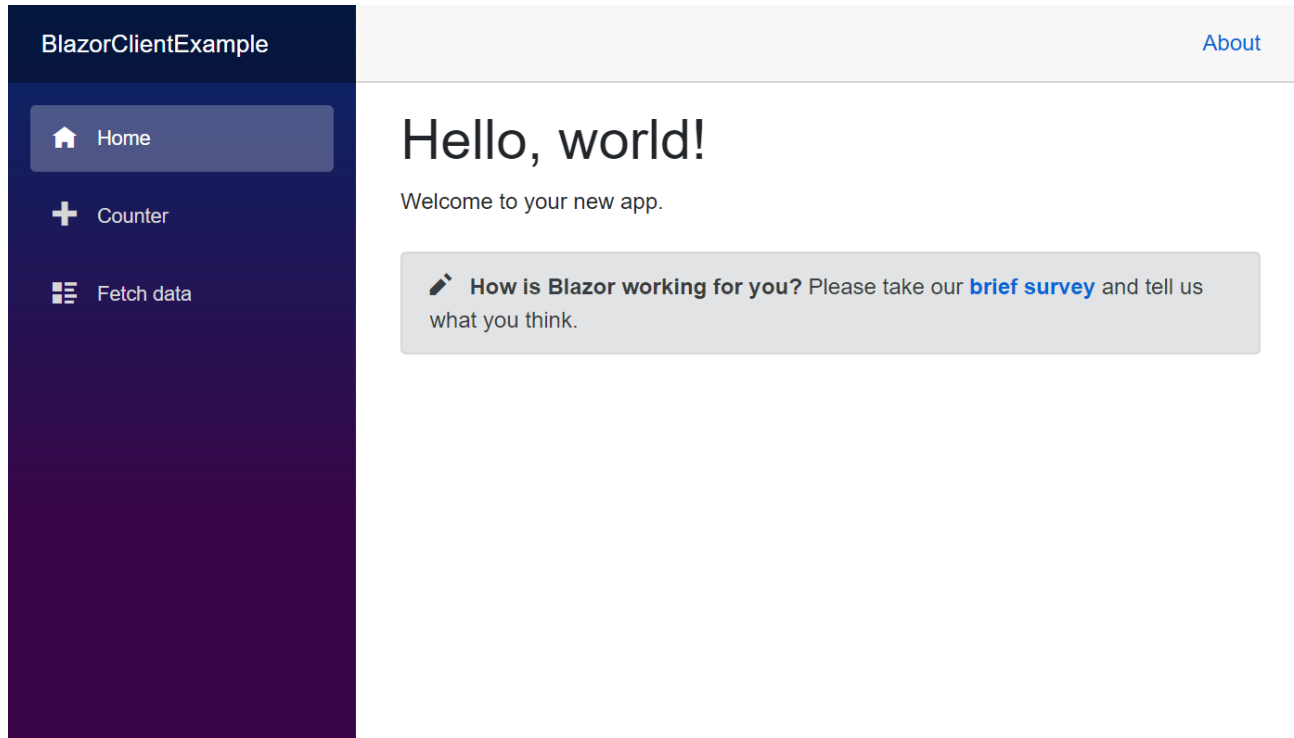 BlazorClientExample
About
Home
Counter
Fetch data
Hello, world!
Welcome to your new app.
How is Blazor working for you? Please take our brief survey and tell us
what you think.